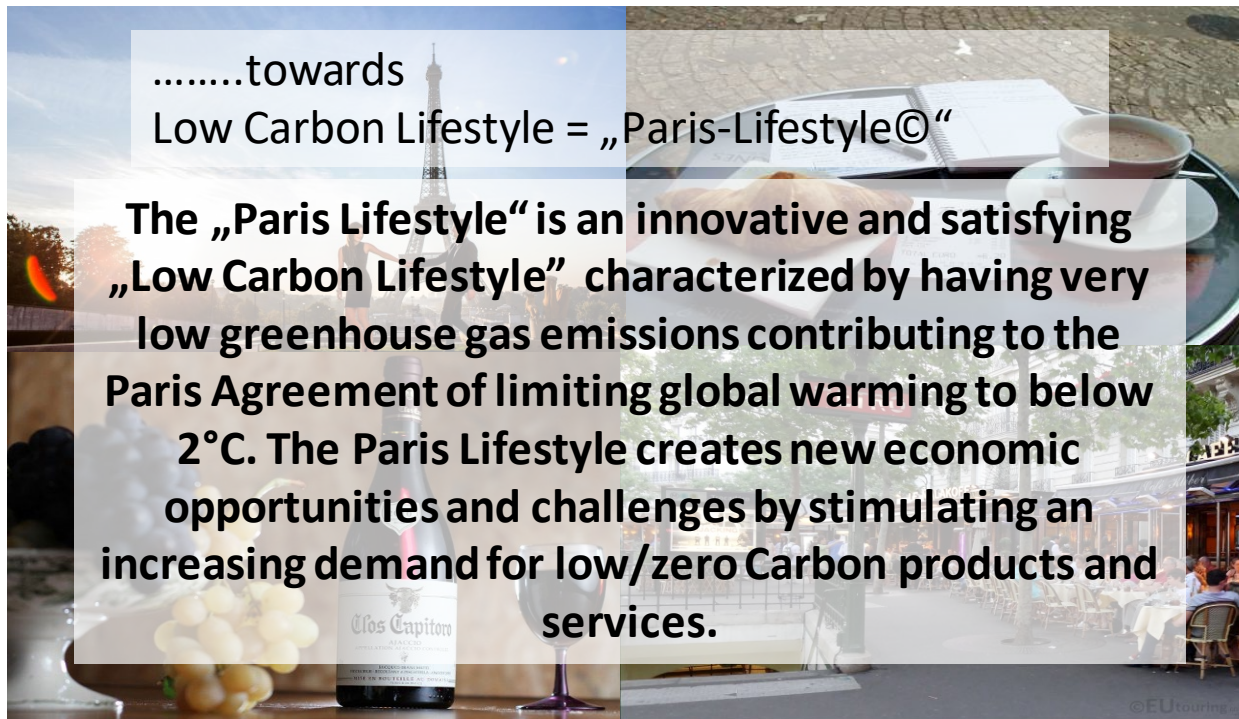 ........towards
Low Carbon Lifestyle = „Paris-Lifestyle©“
The „Paris Lifestyle“ is an innovative and satisfying
„Low Carbon Lifestyle” characterized by having very
low greenhouse gas emissions contributing to the
Paris Agreement of limiting global warming to below
2°C. The Paris Lifestyle creates new economic
opportunities and challenges by stimulating an
increasing demand for low/zero Carbon products and
services.
Clos Capitoro
©EUtouring